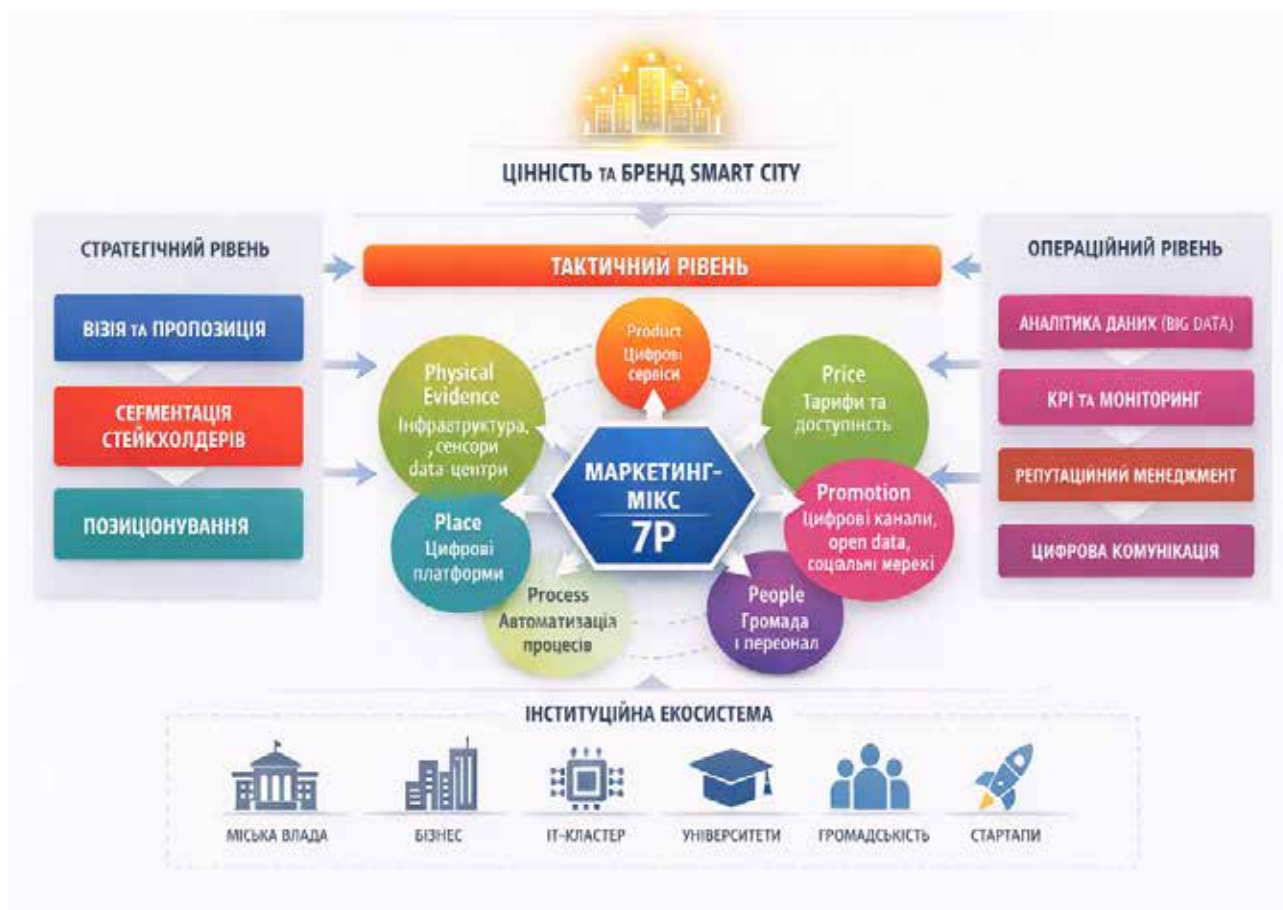 ЦІННІСТЬ ТА БРЕНД SMART CITY
СТРАТЕГІЧНИЙ РІВЕНЬ
ВІЗІЯ ТА ПРОПОЗИЦІЯ
СЕГМЕНТАЦІЯ
СТЕЙКХОЛДЕРІВ
ПОЗИЦІОНУВАННЯ
ТАКТИЧНИЙ РІВЕНЬ
Product
Цифрові
сервіси
Physical
Evidence
Інфраструктура,
,сенсори
data-центри
Price
Тарифи та
доступність
МАРКЕТИНГ-
МІКС
7P
Place
Цифрові
платформи
Promotion
Цифрові канали,
open data,
соціальні мережі
Process
Автоматизація
процесів
People
Громада
і переонал
ОПЕРАЦІЙНИЙ РІВЕНЬ
АНАЛІТИКА ДАНИХ (BIG DATA)
КРІ ТА МОНІТОРИНГ
РЕПУТАЦІЙНИЙ МЕНЕДЖМЕНТ
ЦИФРОВА КОМУНІКАЦІЯ
ІНСТИТУЦІЙНА ЕКОСИСТЕМА
МІСЬКА ВЛАДА
БІЗНЕС
ІТ-КЛАСТЕР
УНІВЕРСИТЕТИ
ГРОМАДСЬКІСТЬ
СТАРТАПИ